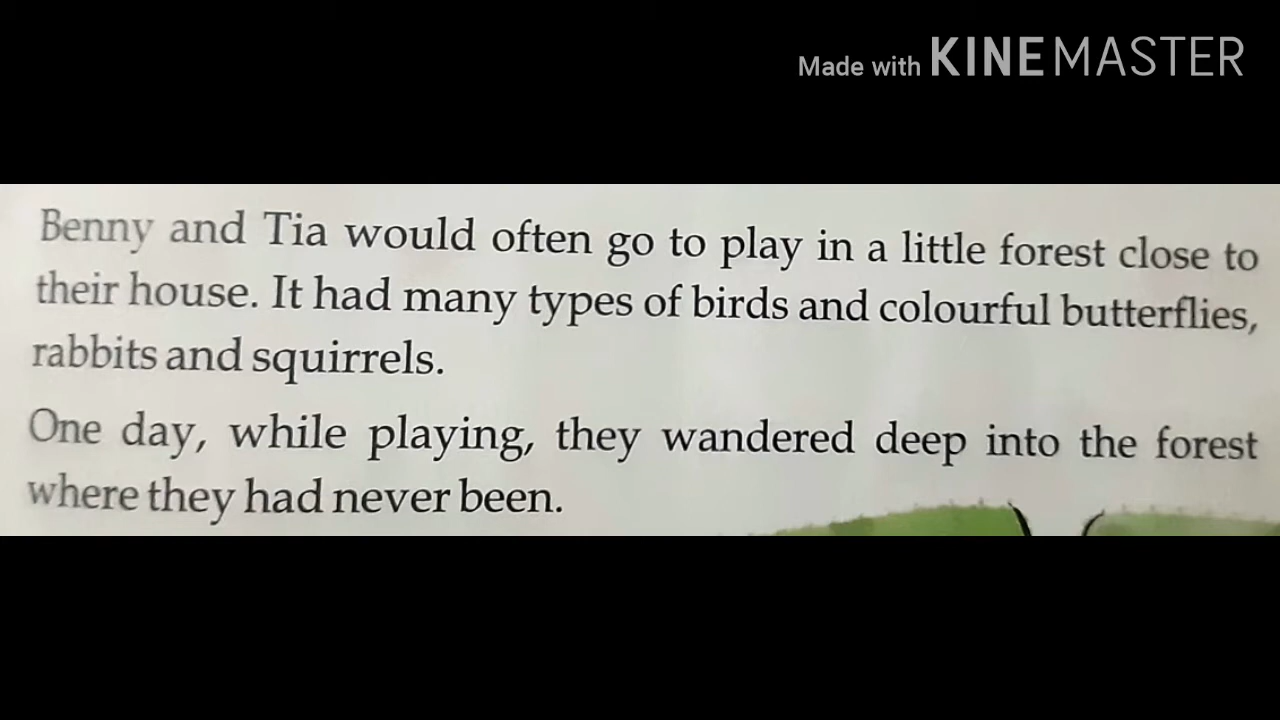 Made with KINEMASTER
Benny and Tia would often go to play in a little forest close to
their house. It had many types of birds and colourful butterflies,
rabbits and squirrels.
One day, while playing, they wandered deep into the forest
where they had never been.